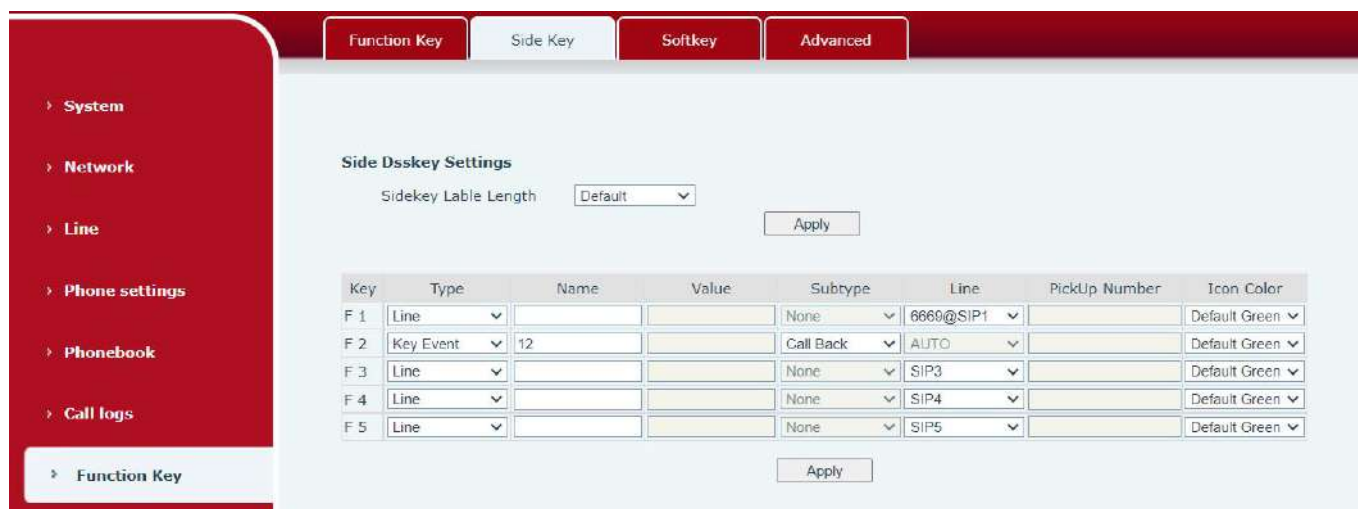 Function Key Side Key Softkey Advanced
System
Network
Line
Phone settings
Phonebook
Call logs
Function Key
Side Dsskey Settings
Sidekey Lable Length Default
Apply
Key Type Name Value Subtype Line PickUp Number Icon Color
F 1 Line None 6669@SIP1 Default Green
F 2 Key Event 12 Call Back AUTO Default Green
F 3 Line None SIP3 Default Green
F 4 Line None SIP4 Default Green
F 5 Line None SIP5 Default Green
Apply